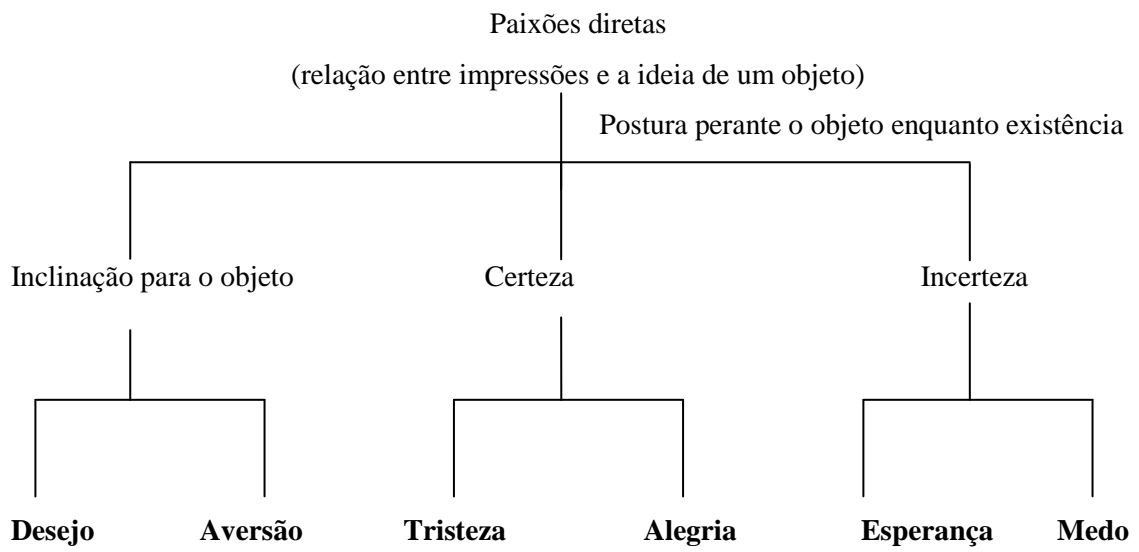 Paixões diretas
(relação entre impressões e a ideia de um objeto)
Postura perante o objeto enquanto existência
Inclinação para o objeto Certeza Incerteza
Desejo Aversão Tristeza Alegria Esperança Medo